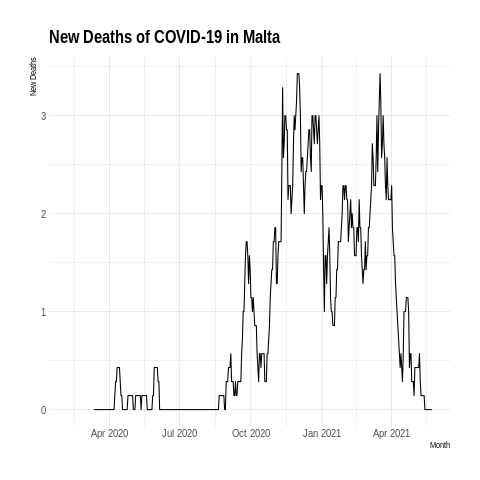 New Deaths of COVID-19 in Malta
New Deaths
3
2
1
0
Apr 2020 Jul 2020 Oct 2020 Jan 2021 Apr 2021
Month